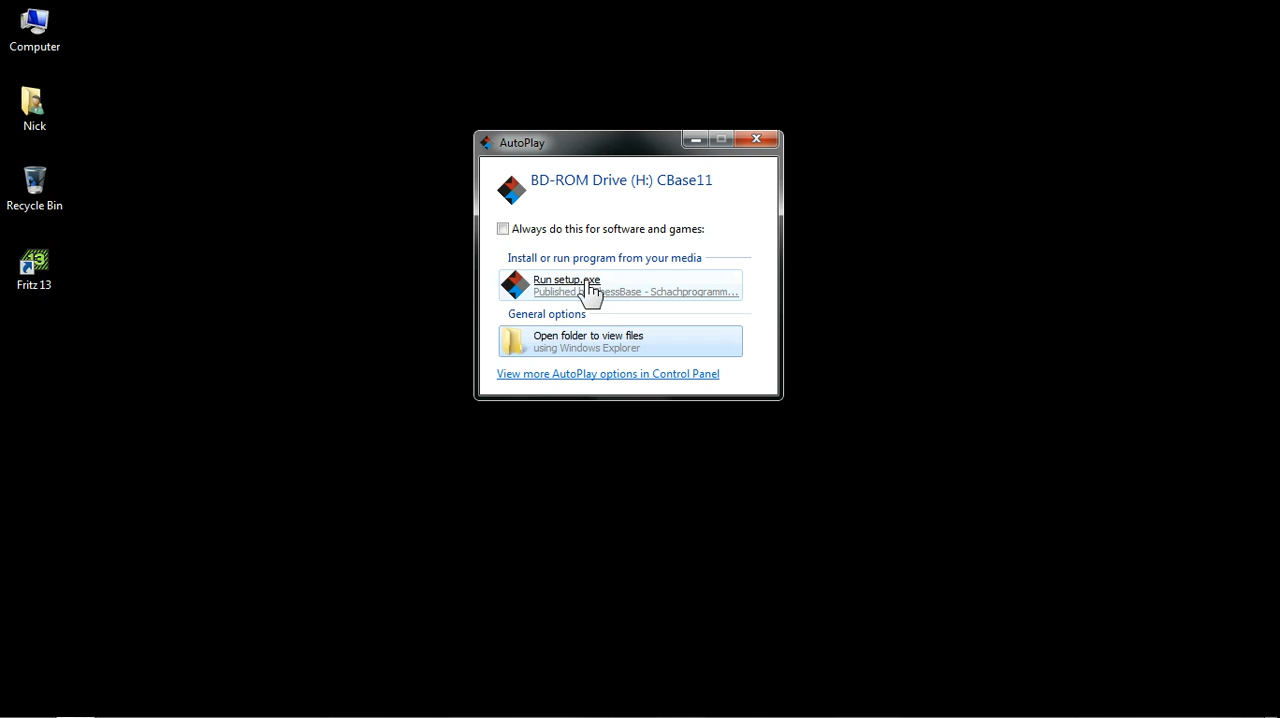 Computer
Nick
Recycle Bin
13
Fritz 13
AutoPlay
BD-ROM Drive (H:) CBase11
Always do this for software and games:
Install or run program from your media
Run setup.exe
Published by ChessBase - Schachprogramm...
General options
Open folder to view files
using Windows Explorer
View more AutoPlay options in Control Panel